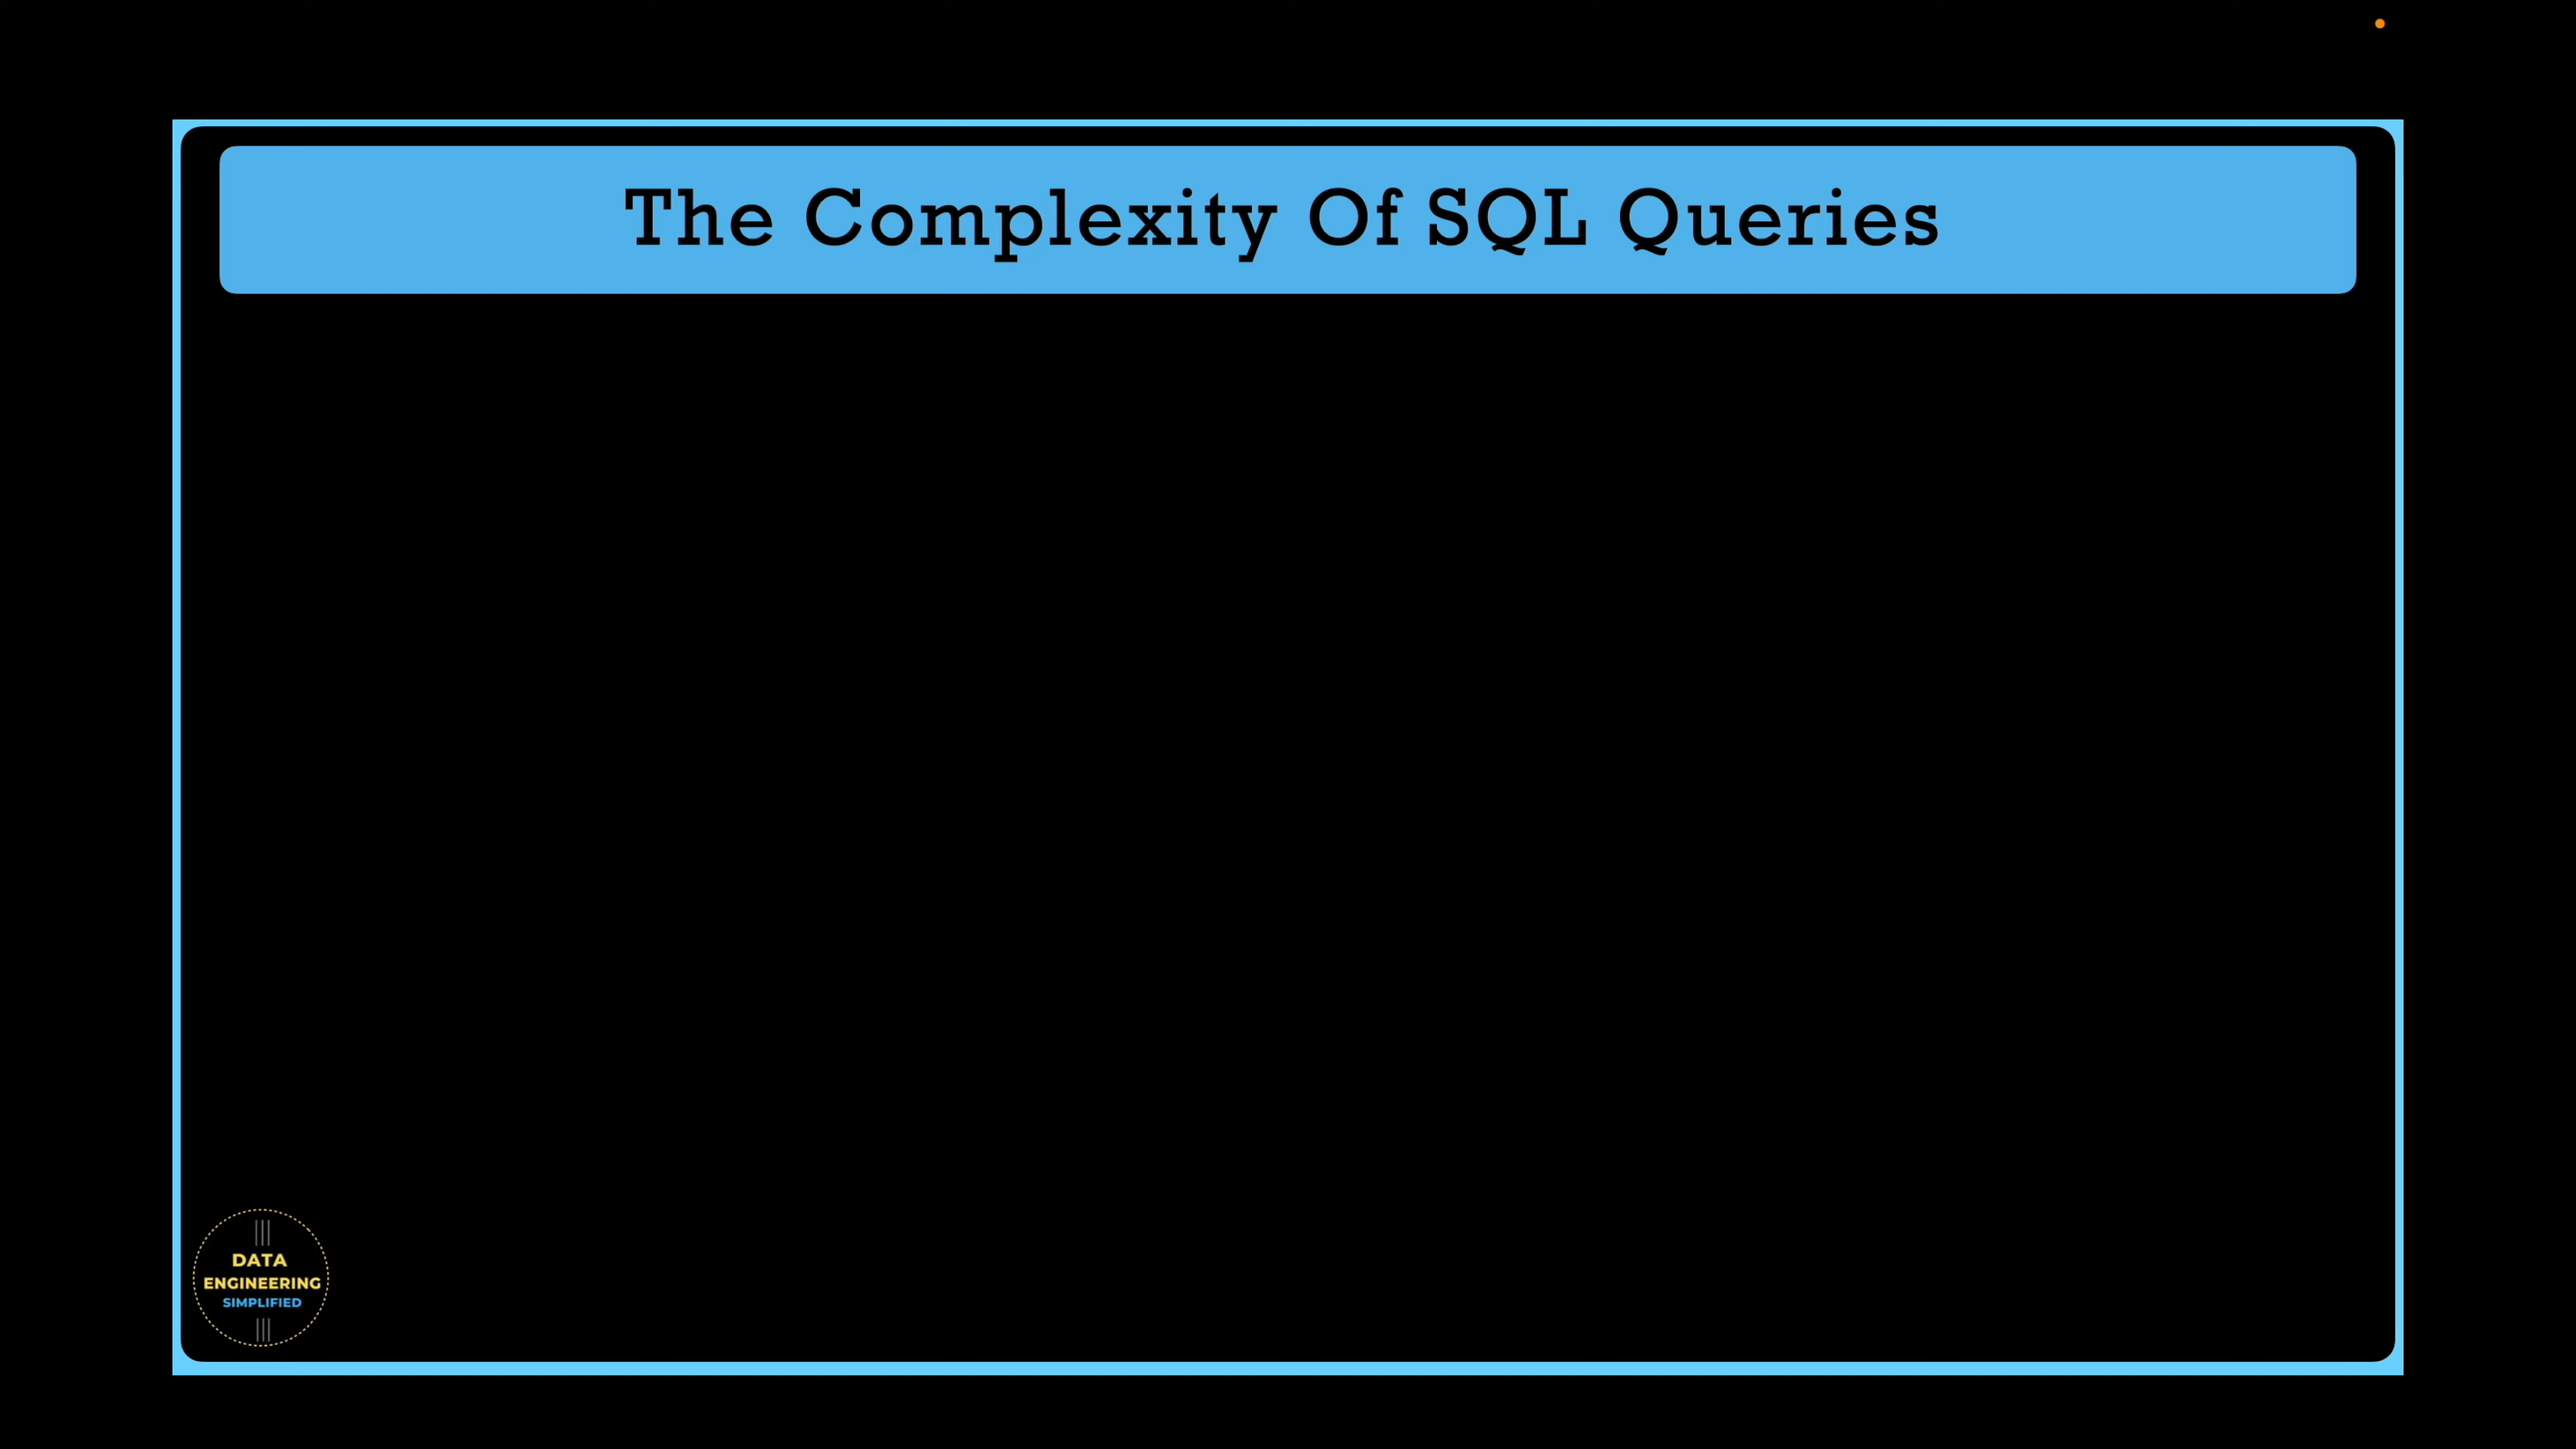 The Complexity Of SQL Queries
DATA
ENGINEERING
SIMPLIFIED